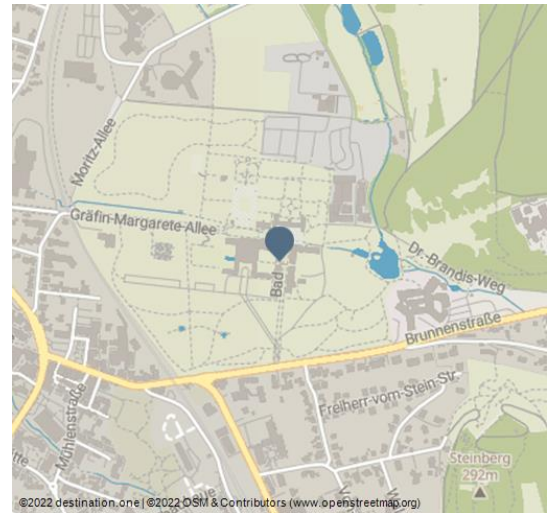 Moritz-Allee
Gräfin-Margarete-Allee
Bad
Dr.-Brandis-Weg
Brunnenstraße
Freiherr-vom-Stein-Str.
Mühlenstraße
Steinberg
292m
©2022 destination.one | ©2022 OSM & Contributors (www.openstreetmap.org)